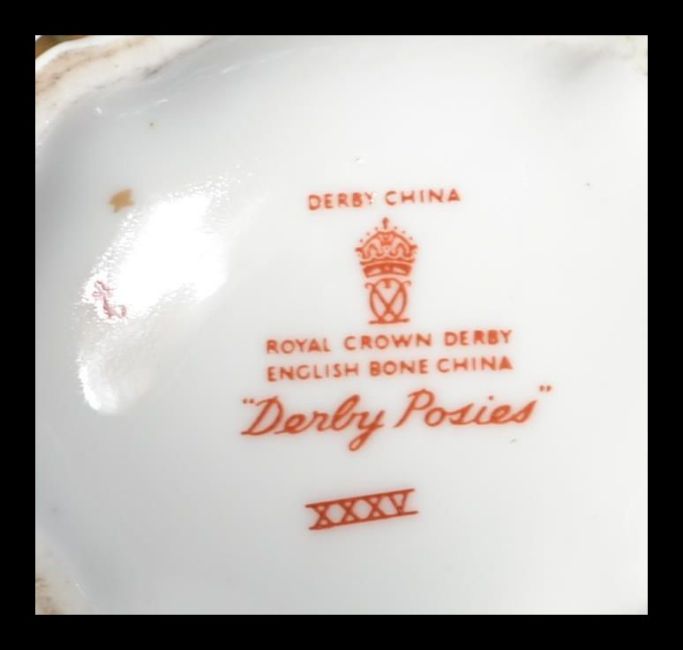 DERBY CHINA
ROYAL CROWN DERBY
ENGLISH BONE CHINA
"Derby Posies"
XXXV